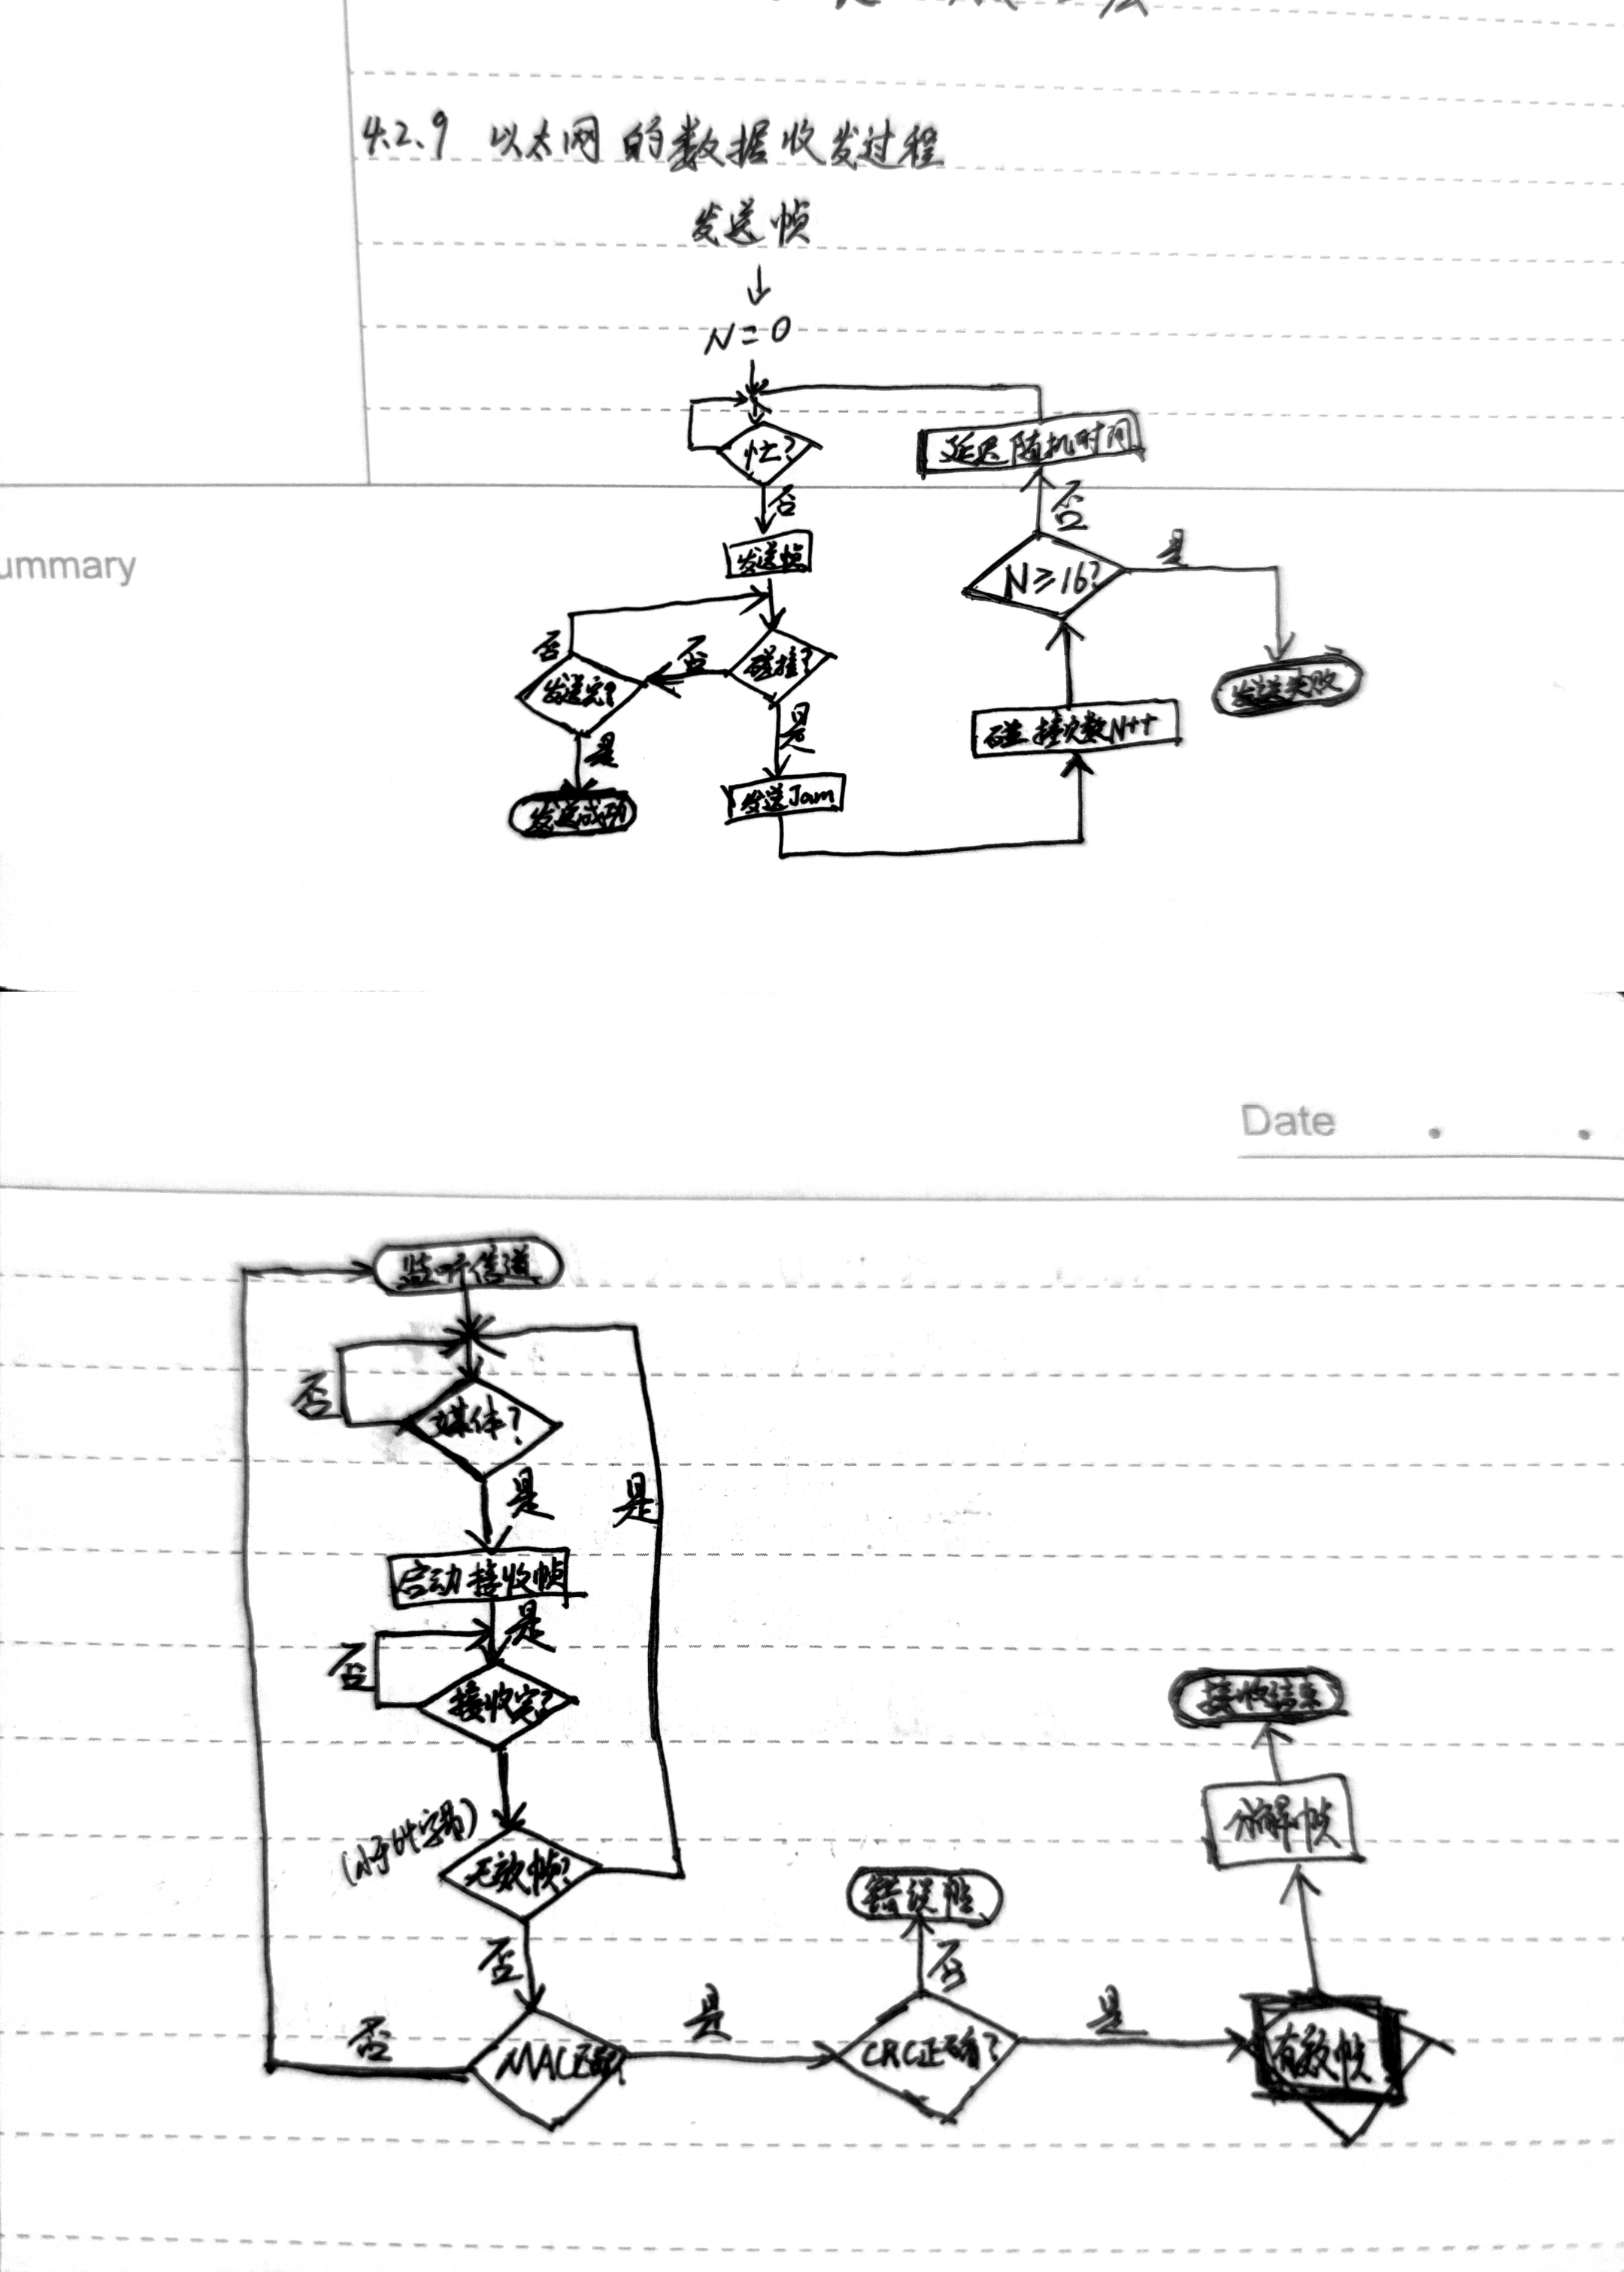 4.2.9 以太网的数据收发过程
发送帧
N=0
忙?
延迟随机时间
否
否
发送帧
N≥16?
是
ummary
否
发送完?
否
碰撞?
发送失败
是
是
碰撞次数N++
发送成功
发送Jam
Date
监听信道
否
媒体?
是
是
启动接收帧
是
否
接收完?
接收结束
(小于64字节)
无效帧?
分解帧
错误帧
否
否
否
MAC正确
是
CRC正确?
是
有效帧